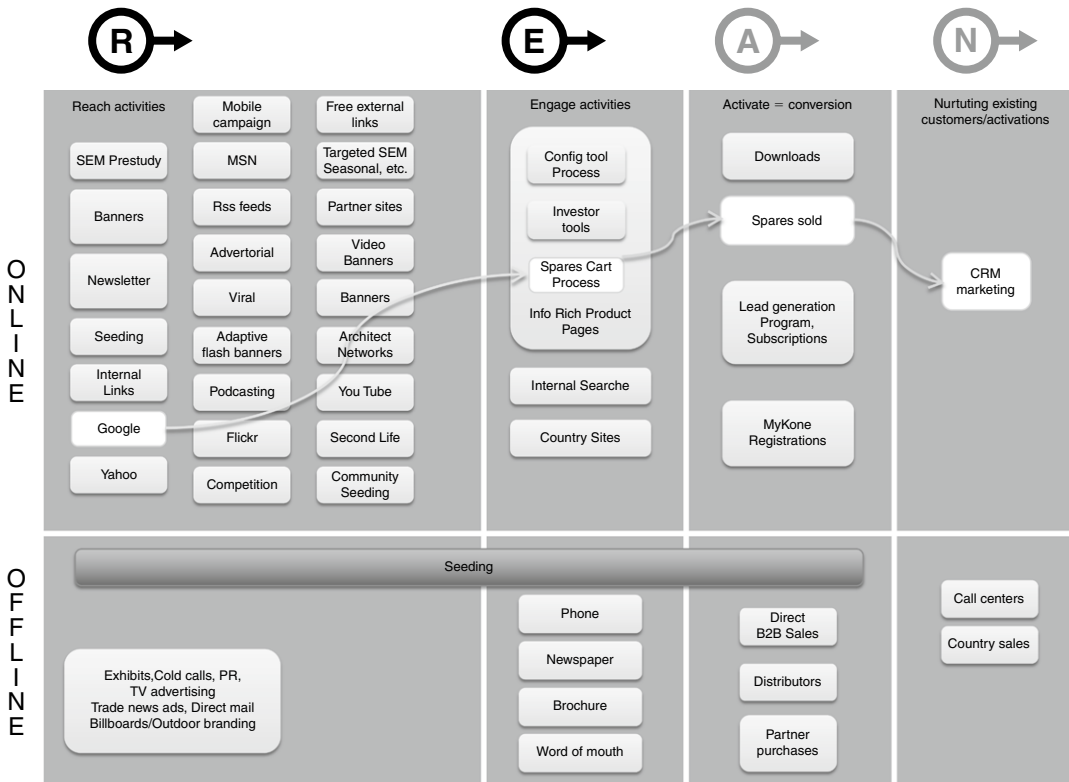 R
E
A
N
Reach activities
Mobile
campaign
Free external
links
SEM Prestudy
MSN
Targeted SEM
Seasonal, etc.
Banners
Rss feeds
Partner sites
Advertorial
Video
Banners
Newsletter
Viral
Banners
Seeding
Adaptive
flash banners
Architect
Networks
Internal
Links
Podcasting
You Tube
Google
Flickr
Second Life
Yahoo
Competition
Community
Seeding
Engage activities
Config tool
Process
Investor
tools
Spares Cart
Process
Info Rich Product
Pages
Internal Searche
Country Sites
Activate = conversion
Downloads
Spares sold
Lead generation
Program,
Subscriptions
MyKone
Registrations
Nurtuting existing
customers/activations
CRM
marketing
ONLINE
OFFLINE
Seeding
Exhibits,Cold calls, PR,
TV advertising
Trade news ads, Direct mail
Billboards/Outdoor branding
Phone
Newspaper
Brochure
Word of mouth
Direct
B2B Sales
Distributors
Partner
purchases
Call centers
Country sales